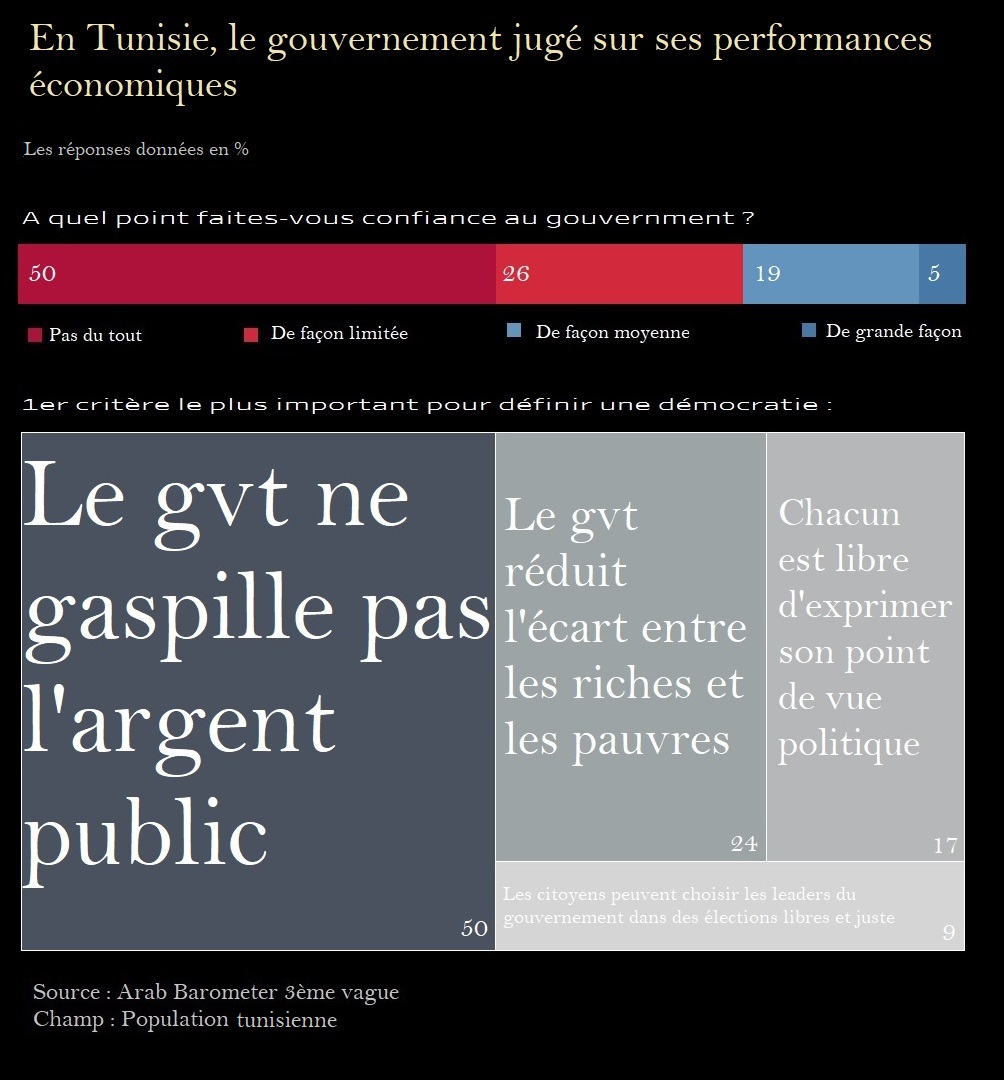 En Tunisie, le gouvernement jugé sur ses performances
économiques
Les réponses données en %
A quel point faites-vous confiance au gouvernment ?
50 26 19 5
Pas du tout De façon limitée De façon moyenne De grande façon
1er critère le plus important pour définir une démocratie :
Le gvt ne
gaspille pas
l'argent
public
50
Le gvt
réduit
l'écart entre
les riches et
les pauvres
24
Chacun
est libre
d'exprimer
son point
de vue
politique
17
Les citoyens peuvent choisir les leaders du
gouvernement dans des élections libres et juste
9
Source : Arab Barometer 3ème vague
Champ : Population tunisienne